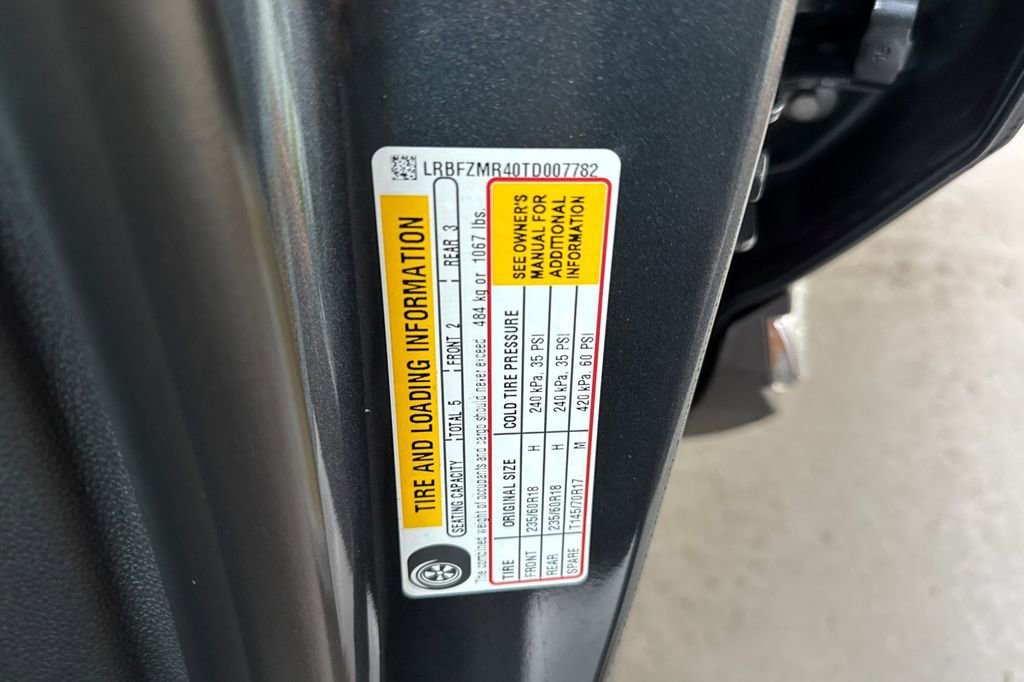 LRBFZMR40TD007782
TIRE AND LOADING INFORMATION
SEATING CAPACITY TOTAL 5 FRONT 2 REAR 3
The combined weight of occupants and cargo should never exceed 484 kg or 1067 lbs.
TIRE ORIGINAL SIZE COLD TIRE PRESSURE
FRONT 235/60R18 H 240 kPa, 35 PSI
REAR 235/60R18 H 240 kPa, 35 PSI
SPARE T145/70R17 M 420 kPa, 60 PSI
SEE OWNER'S
MANUAL FOR
ADDITIONAL
INFORMATION